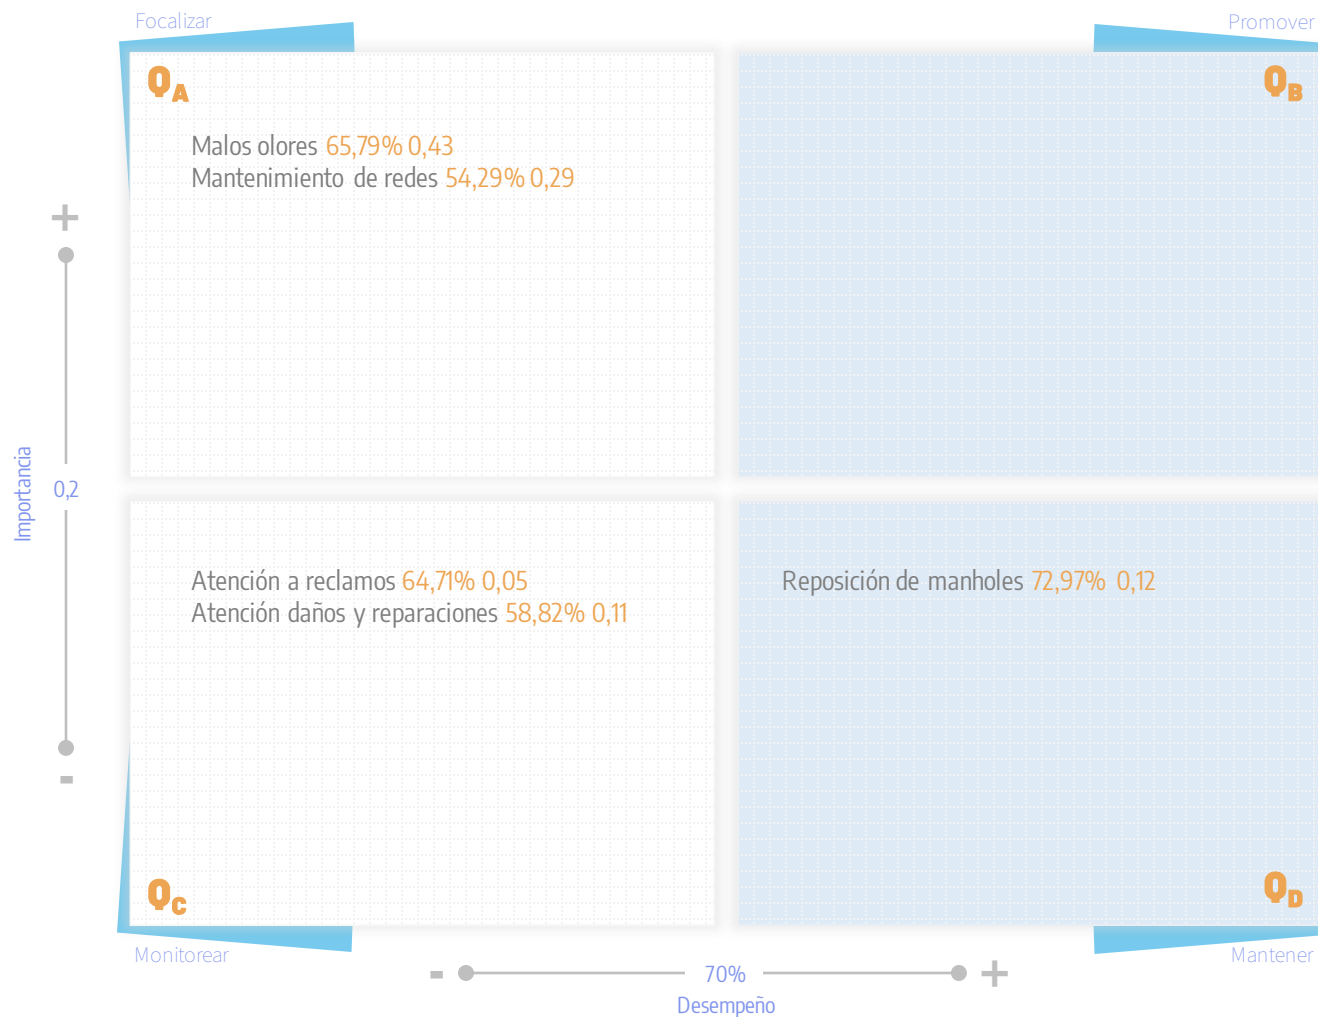 Focalizar
Promover
QA
QB
Malos olores 65,79% 0,43
Mantenimiento de redes 54,29% 0,29
+
Importancia
0,2
-
Atención a reclamos 64,71% 0,05
Atención daños y reparaciones 58,82% 0,11
Reposición de manholes 72,97% 0,12
QC
QD
Monitorear
Mantener
- 70% +
Desempeño